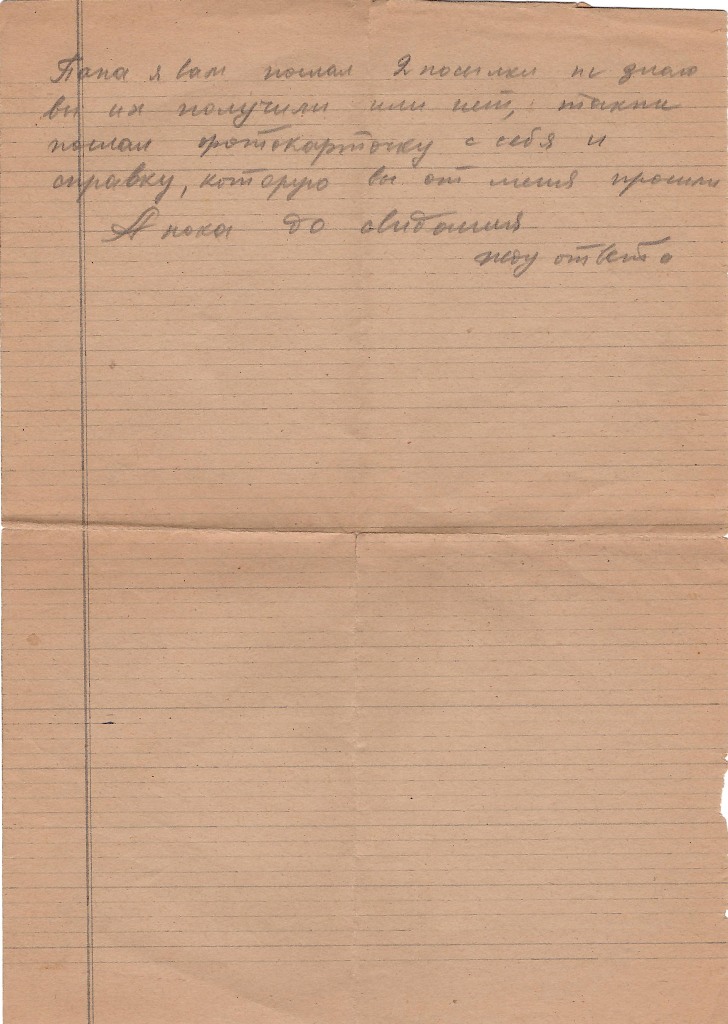 Папа я вам послал 2 посилки не знаю
вы их получили или нет, также
послал фотокарточку с себя и
справку, которую вы от меня просили
А пока до свидания
жду ответа